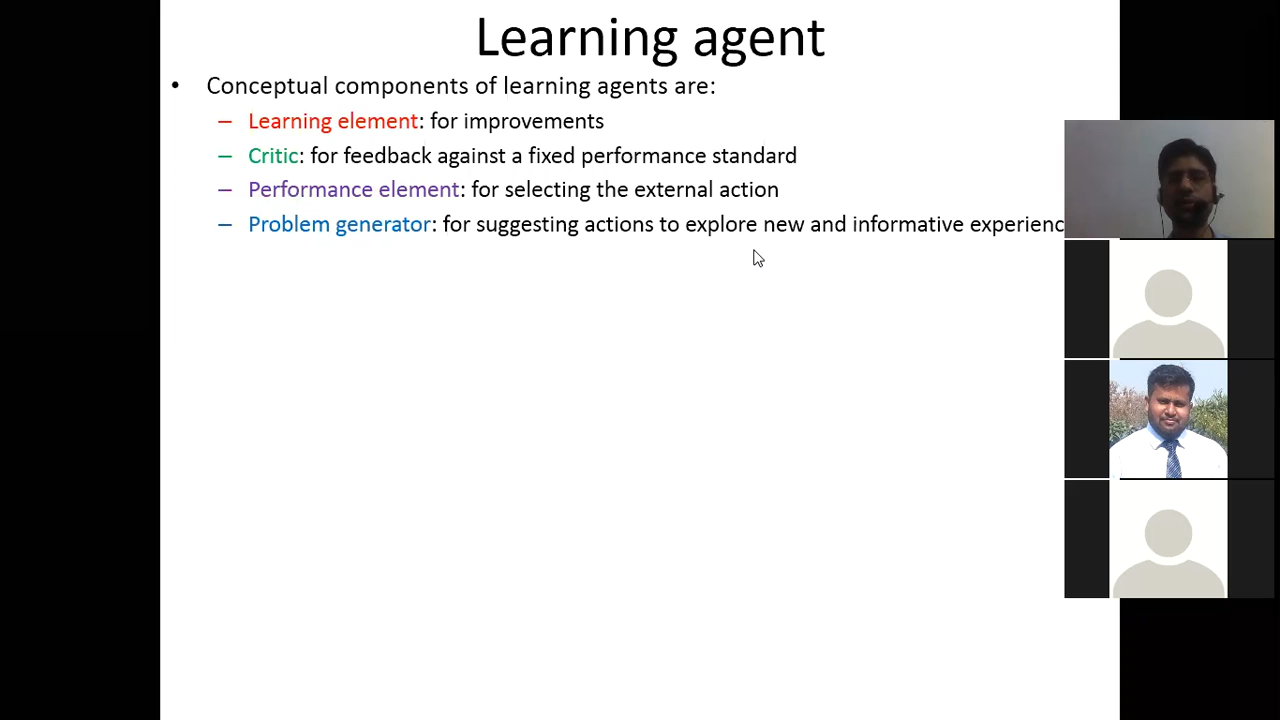 Learning agent
• Conceptual components of learning agents are:
– Learning element: for improvements
– Critic: for feedback against a fixed performance standard
– Performance element: for selecting the external action
– Problem generator: for suggesting actions to explore new and informative experienc